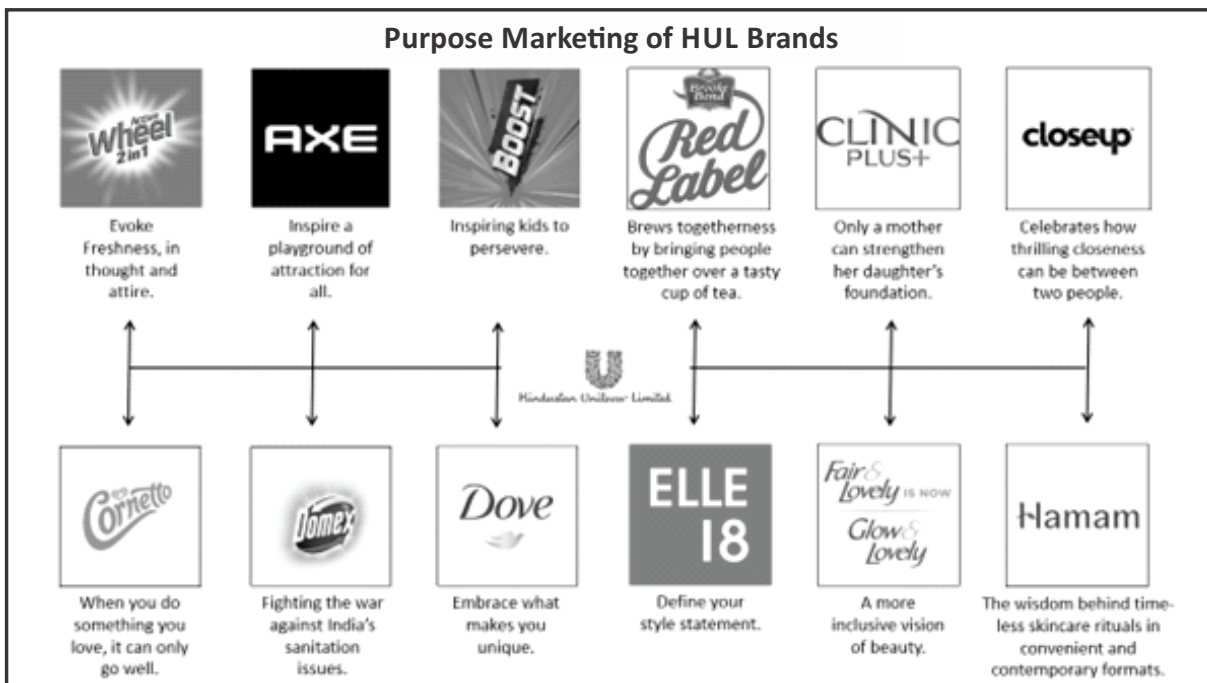 Purpose Marketing of HUL Brands
Active
Wheel
2 in 1
AXE
BOOST
Brooke
Bond
Red
Label
CLINIC
PLUS+
closeup
Evoke
Freshness, in
thought and
attire.
Inspire a
playground of
attraction for
all.
Inspiring kids to
persevere.
Brews togetherness
by bringing people
together over a tasty
cup of tea.
Only a mother
can strengthen
her daughter's
foundation.
Celebrates how
thrilling closeness
can be between
two people.
Hindustan Unilever Limited
Cornetto
Domex
Dove
ELLE
18
Fair &
Lovely IS NOW
Glow &
Lovely
Hamam
When you do
something you
love, it can only
go well.
Fighting the war
against India's
sanitation
issues.
Embrace what
makes you
unique.
Define your
style statement.
A more
inclusive vision
of beauty.
The wisdom behind time-
less skincare rituals in
convenient and
contemporary formats.